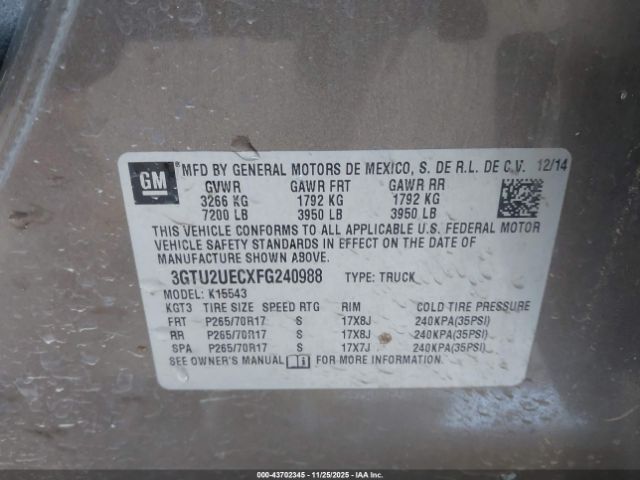 GM ® MFD BY GENERAL MOTORS DE MEXICO, S. DE R.L. DE C.V. 12/14
GVWR GAWR FRT GAWR RR
3266 KG 1792 KG 1792 KG
7200 LB 3950 LB 3950 LB
THIS VEHICLE CONFORMS TO ALL APPLICABLE U.S. FEDERAL MOTOR
VEHICLE SAFETY STANDARDS IN EFFECT ON THE DATE OF
MANUFACTURE SHOWN ABOVE.
3GTU2UECXFG240988 TYPE: TRUCK
MODEL: K15543
KGT3 TIRE SIZE SPEED RTG RIM COLD TIRE PRESSURE
FRT P265/70R17 S 17X8J 240KPA(35PSI)
RR P265/70R17 S 17X8J 240KPA(35PSI)
SPA P265/70R17 S 17X7J 240KPA(35PSI)
SEE OWNER'S MANUAL FOR MORE INFORMATION.
000-43702345 | 11/25/2025 - IAAI.COM